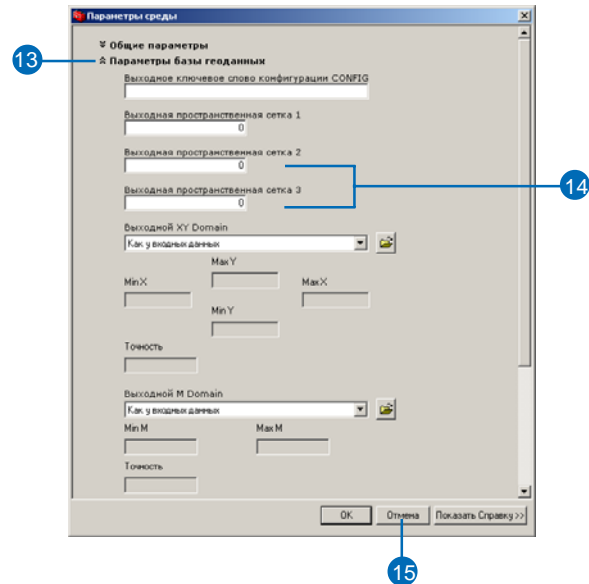 Параметры среды
Общие параметры
13
Параметры базы геоданных
Выходное ключевое слово конфигурации CONFIG
Выходная пространственная сетка 1
0
Выходная пространственная сетка 2
0
14
Выходная пространственная сетка 3
0
Выходной XY Domain
Как у входных данных
Max Y
Min X
Max X
Min Y
Точность
Выходной M Domain
Как у входных данных
Min M
Max M
Точность
OK
Отмена
Показать Справку >>
15